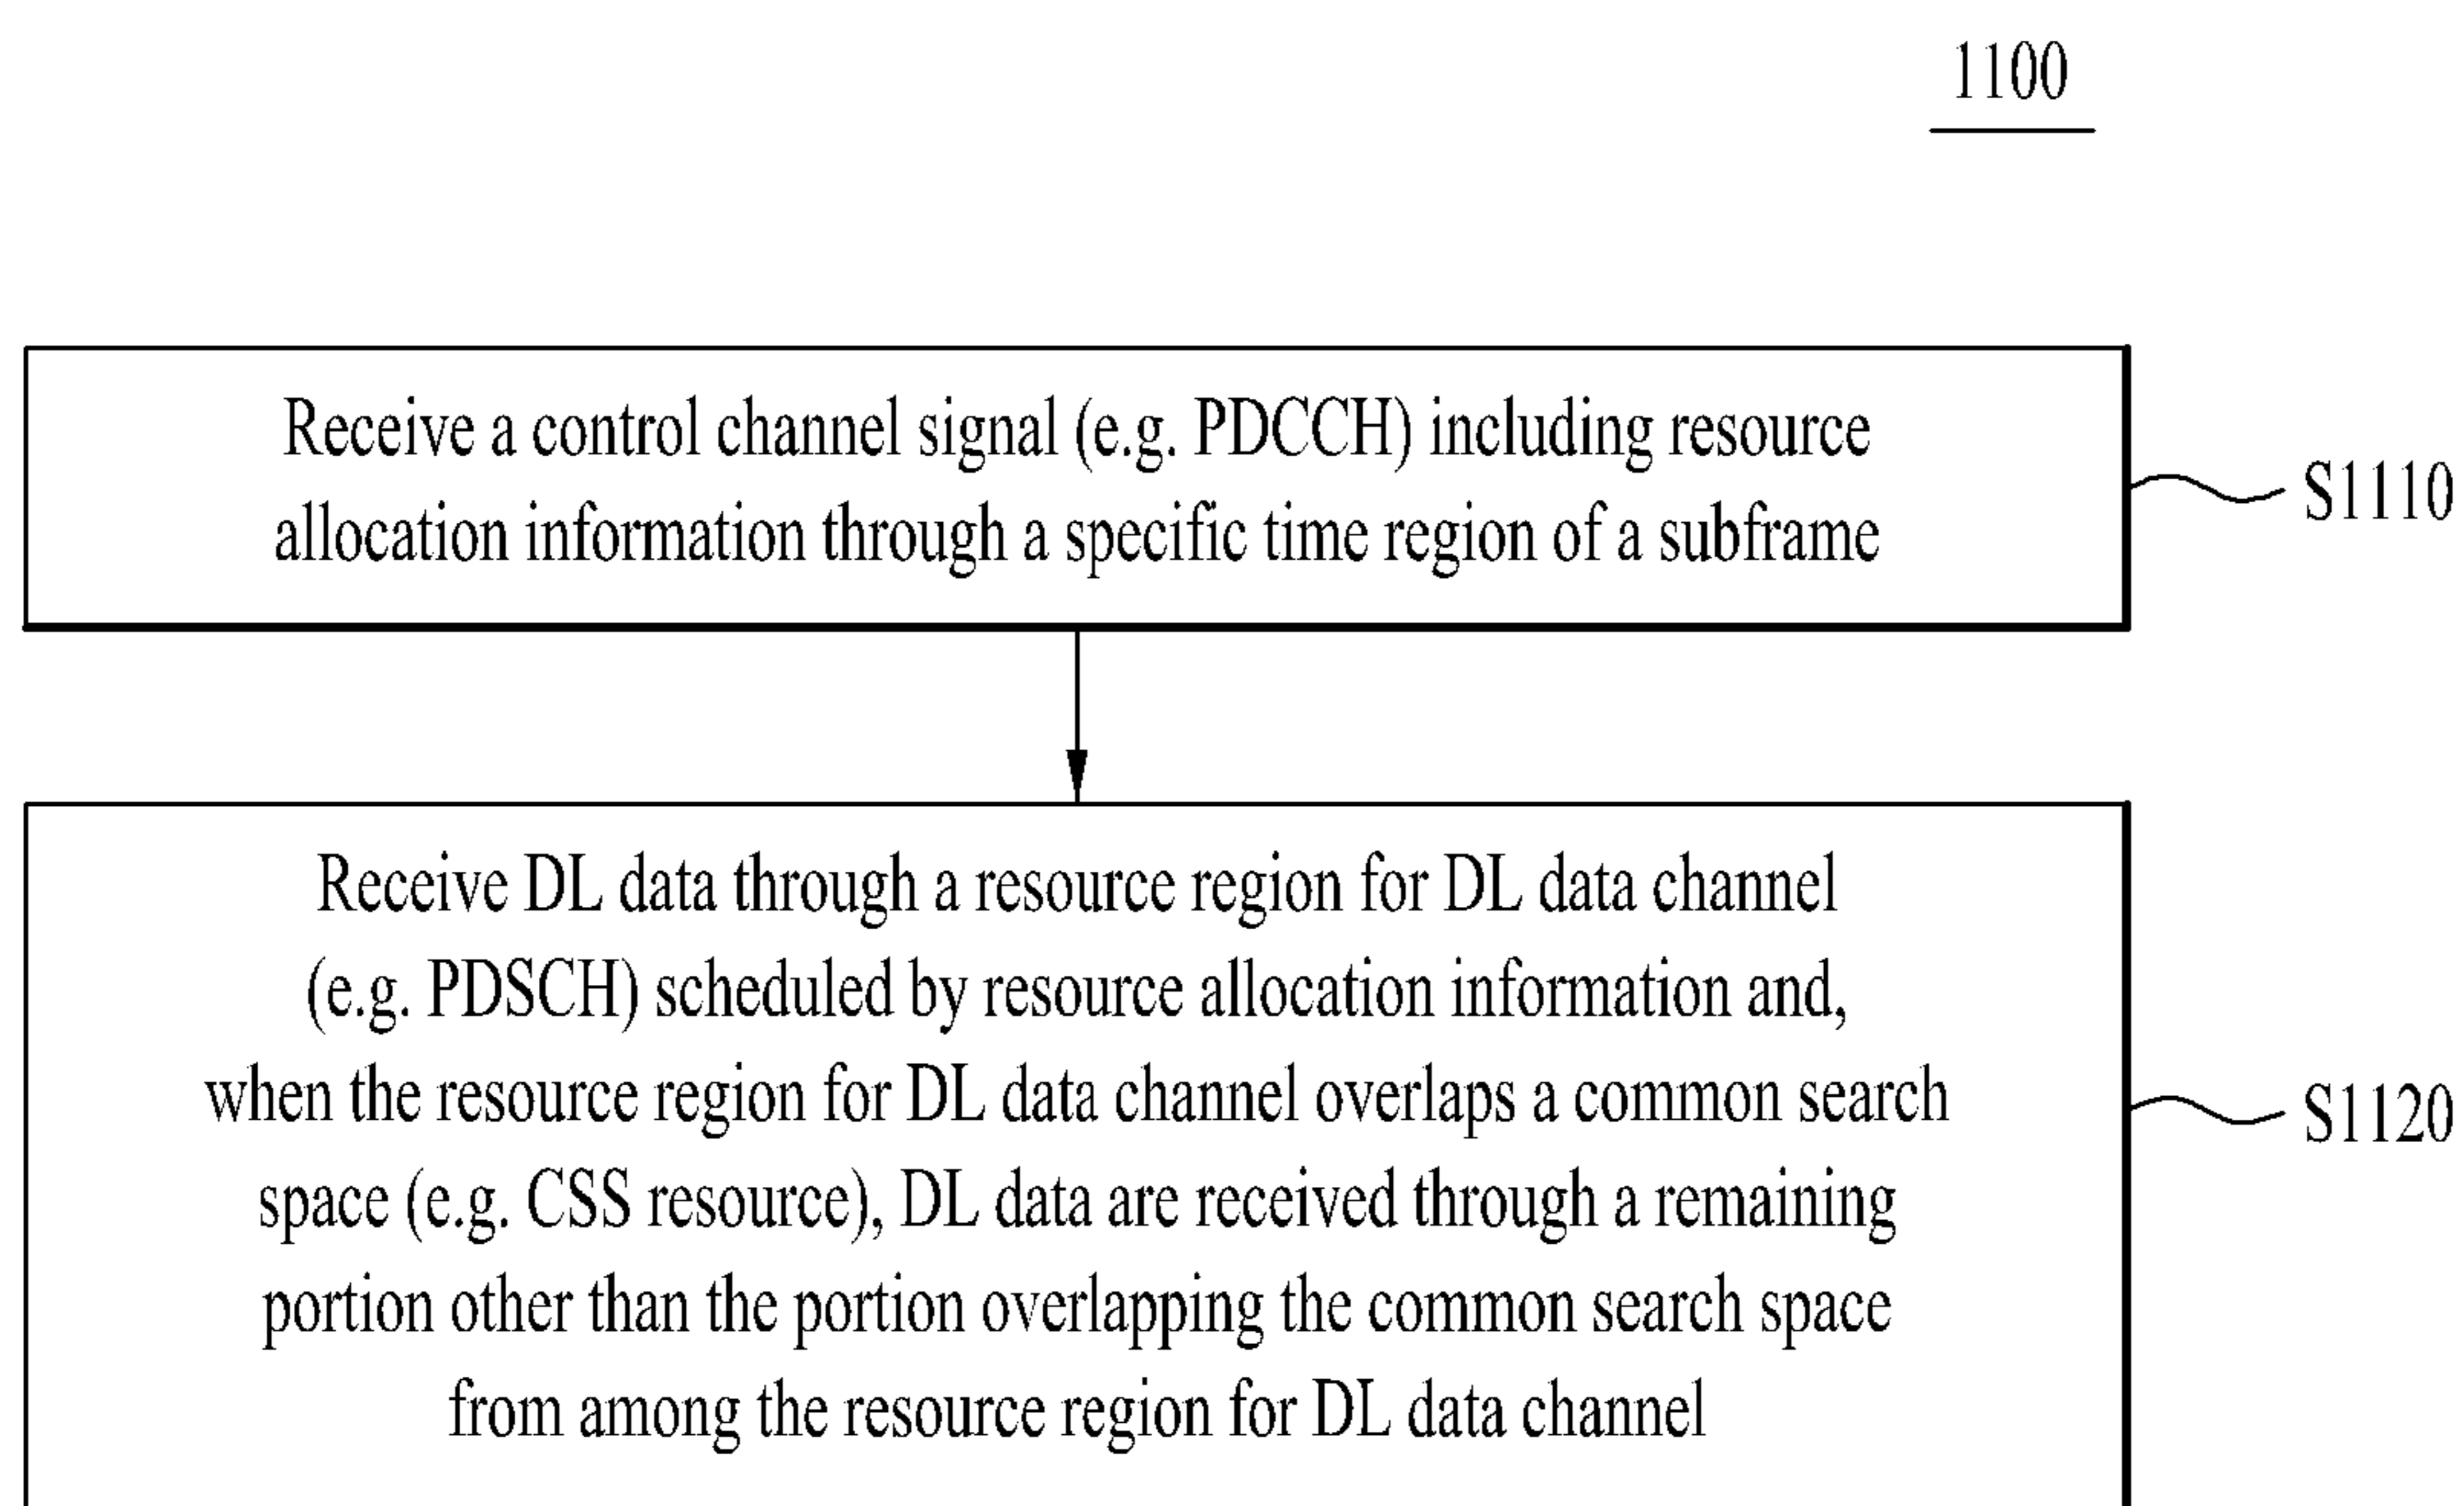 1100
Receive a control channel signal (e.g. PDCCH) including resource
allocation information through a specific time region of a subframe
S1110
Receive DL data through a resource region for DL data channel
(e.g. PDSCH) scheduled by resource allocation information and,
when the resource region for DL data channel overlaps a common search
space (e.g. CSS resource), DL data are received through a remaining
portion other than the portion overlapping the common search space
from among the resource region for DL data channel
S1120